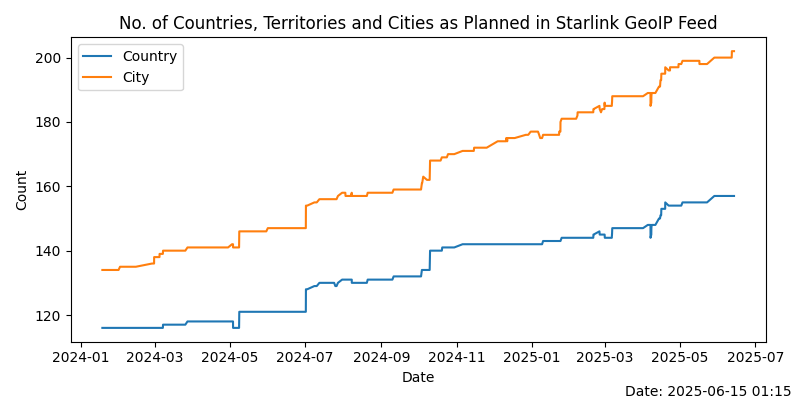 No. of Countries, Territories and Cities as Planned in Starlink GeoIP Feed
Country
City
200
180
160
140
120
Count
2024-01 2024-03 2024-05 2024-07 2024-09 2024-11 2025-01 2025-03 2025-05 2025-07
Date
Date: 2025-06-15 01:15